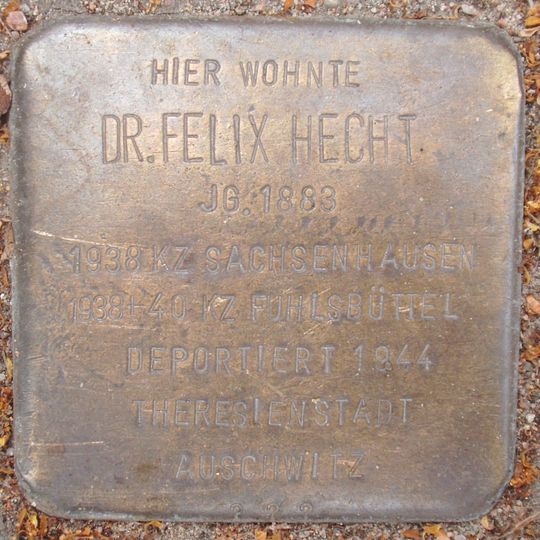 HIER WOHNTE
DR. FELIX HECHT
JG. 1883
1938 KZ SACHSENHAUSEN
1938+40 KZ FUHLSBÜTTEL
DEPORTIERT 1944
THERESIENSTADT
AUSCHWITZ
???